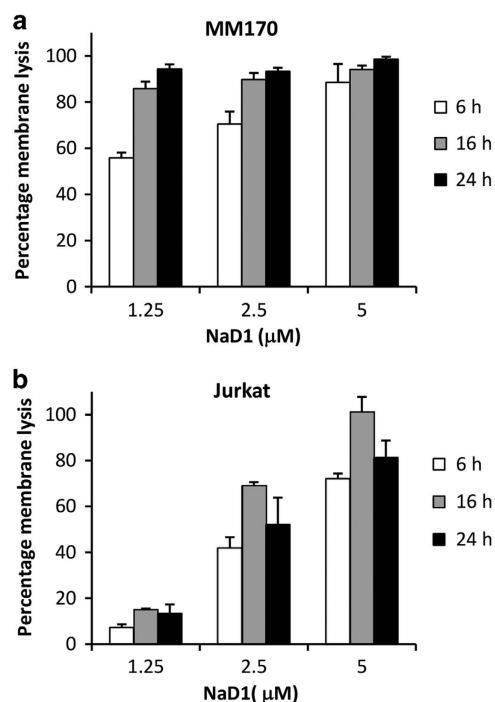 a
MM170
Percentage membrane lysis
100
80
60
40
20
0
1.25
2.5
5
NaD1 (μM)
6 h
16 h
24 h
b
Jurkat
Percentage membrane lysis
100
80
60
40
20
0
1.25
2.5
5
NaD1( μM)
6 h
16 h
24 h